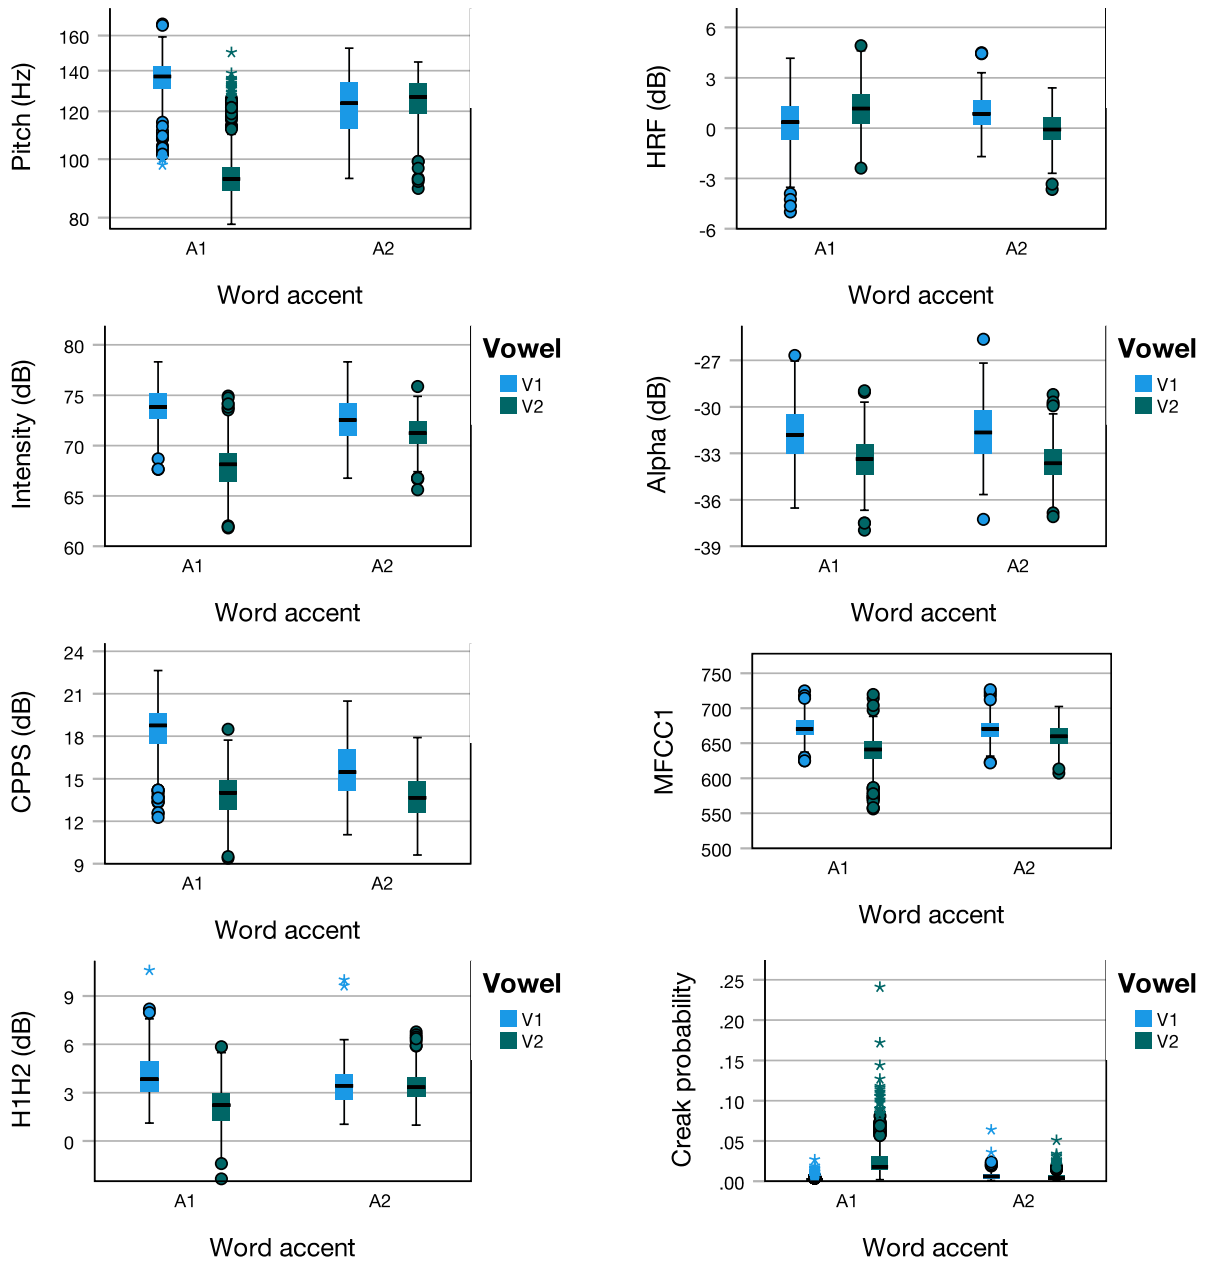 Pitch (Hz)
160
140
120
100
80
A1 A2
Word accent
HRF (dB)
6
3
0
-3
-6
A1 A2
Word accent
Intensity (dB)
80
75
70
65
60
A1 A2
Word accent
Vowel
V1
V2
Alpha (dB)
-27
-30
-33
-36
-39
A1 A2
Word accent
Vowel
V1
V2
CPPS (dB)
24
21
18
15
12
9
A1 A2
Word accent
MFCC1
750
700
650
600
550
500
A1 A2
Word accent
H1H2 (dB)
9
6
3
0
A1 A2
Word accent
Vowel
V1
V2
Creak probability
.25
.20
.15
.10
.05
.00
A1 A2
Word accent
Vowel
V1
V2